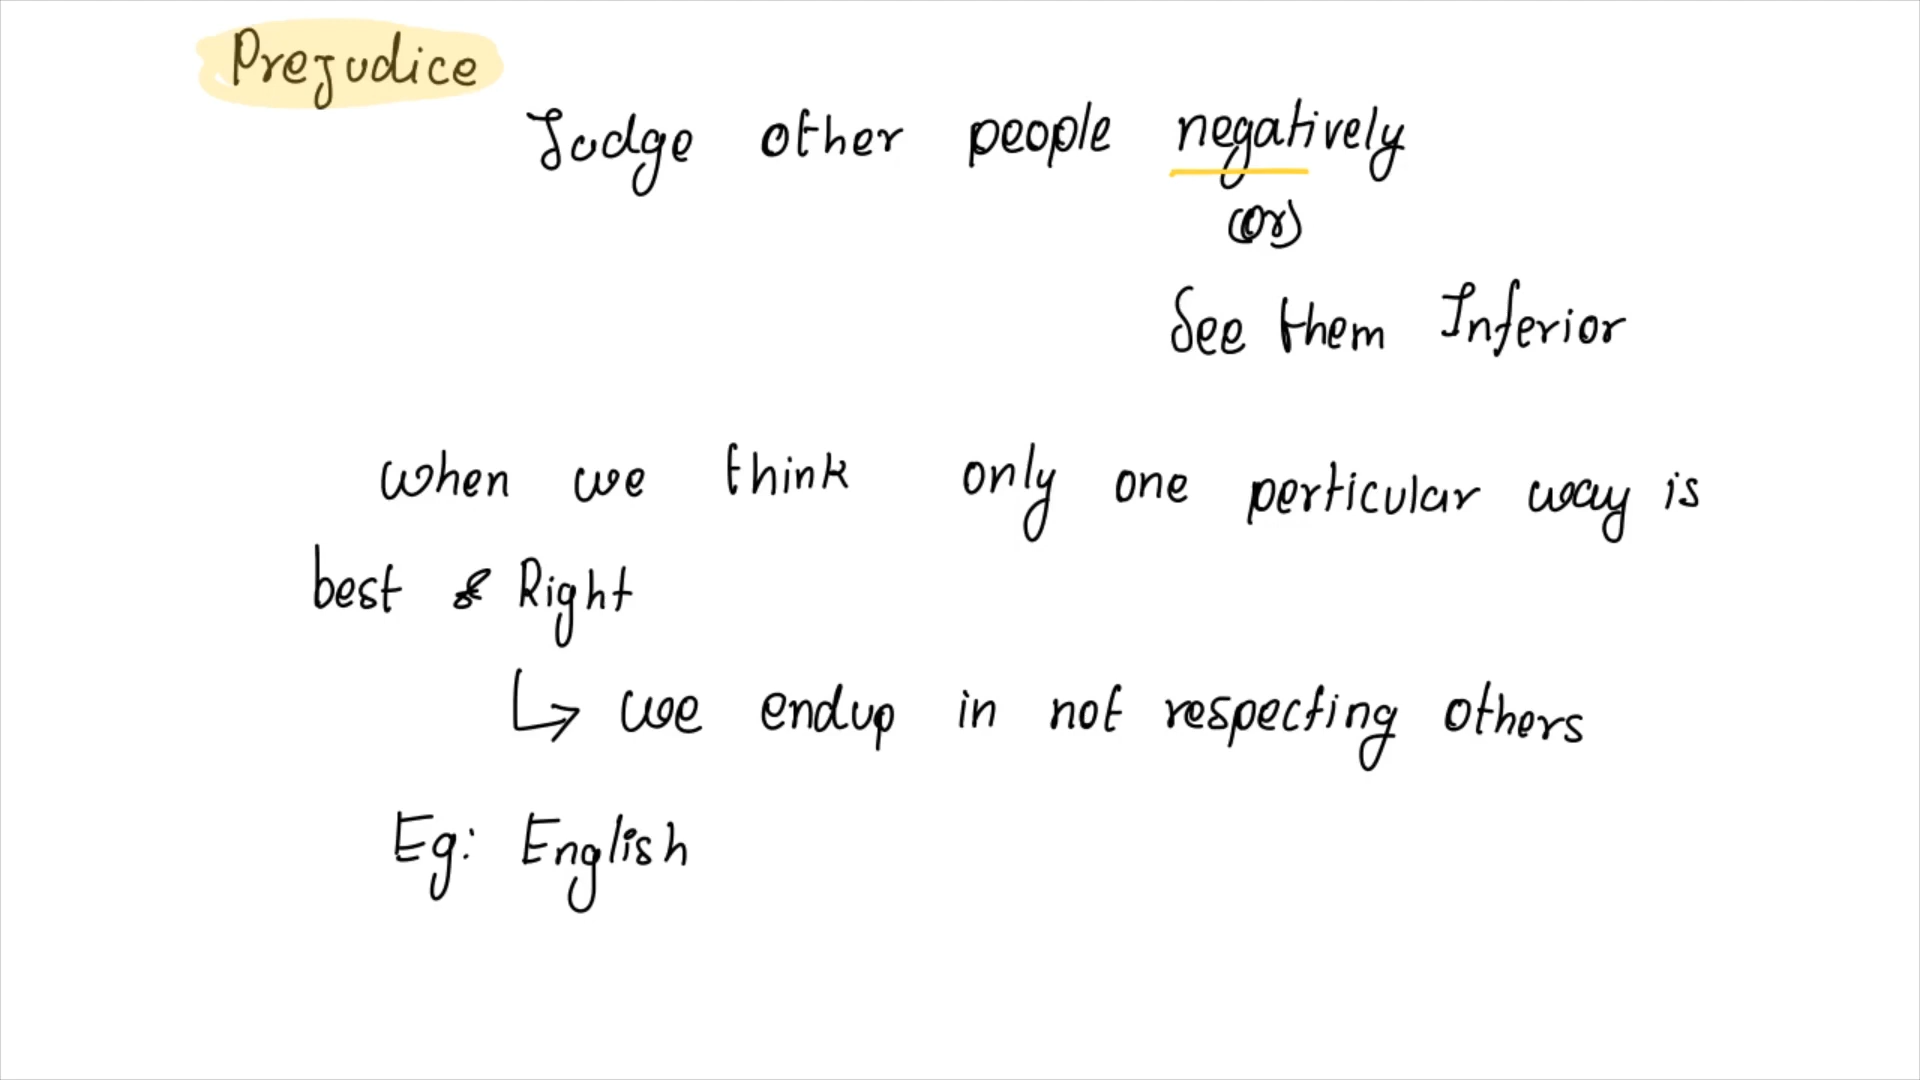 Prejudice
Judge other people negatively
(or)
See them Inferior
when we think only one perticular way is
best & Right
↳ we endup in not respecting others
Eg: English